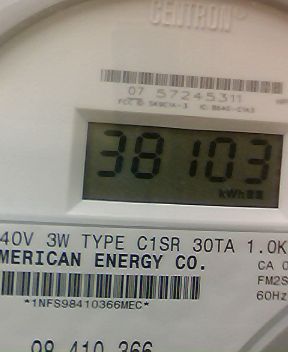 CENTRON®
07 57245311
38103
kWh
40V 3W TYPE C1SR 30TA 1.0K
MERICAN ENERGY CO.
CA 0
FM2S
60Hz
*1NFS98410366MEC*
98 410 366